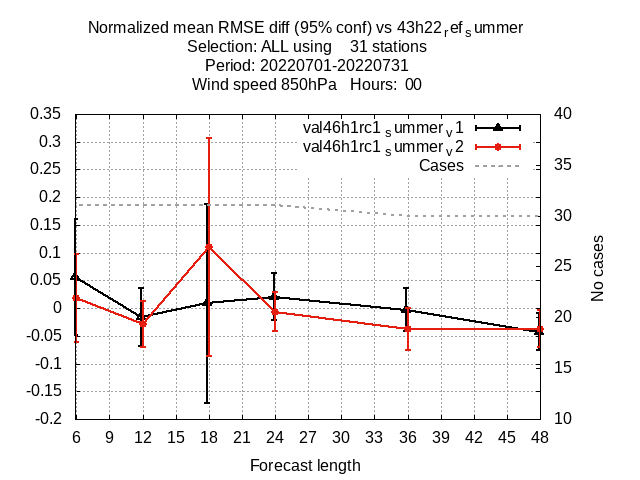 Normalized mean RMSE diff (95% conf) vs 43h22refsummer
Selection: ALL using 31 stations
Period: 20220701-20220731
Wind speed 850hPa Hours: 00
0.35 40
val46h1rc1summerv1
0.3
val46h1rc1summerv2
0.25 Cases 35
0.2
0.15 30
0.1
0.05 25
0 20
-0.05
-0.1 15
-0.15
-0.2 10
No cases
6 9 12 15 18 21 24 27 30 33 36 39 42 45 48
Forecast length